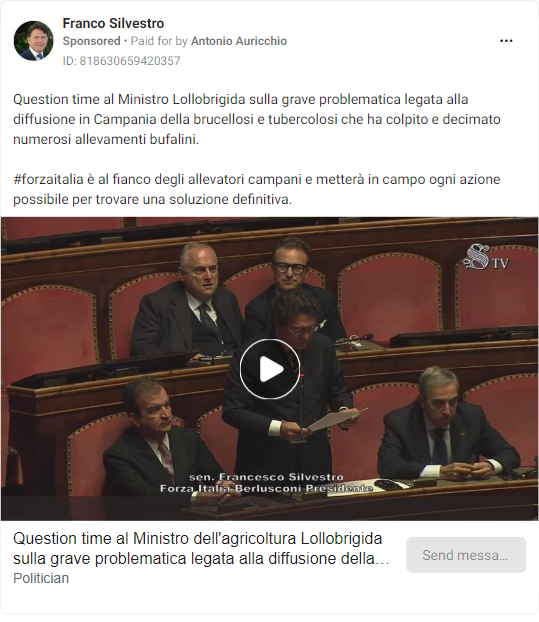 Franco Silvestro
Sponsored • Paid for by Antonio Auricchio
ID: 818630659420357
Question time al Ministro Lollobrigida sulla grave problematica legata alla
diffusione in Campania della brucellosi e tubercolosi che ha colpito e decimato
numerosi allevamenti bufalini.
#forzaitalia è al fianco degli allevatori campani e metterà in campo ogni azione
possibile per trovare una soluzione definitiva.
S TV
sen. Francesco Silvestro
Forza Italia-Berlusconi Presidente
Question time al Ministro dell'agricoltura Lollobrigida
sulla grave problematica legata alla diffusione della…
Send messa…
Politician